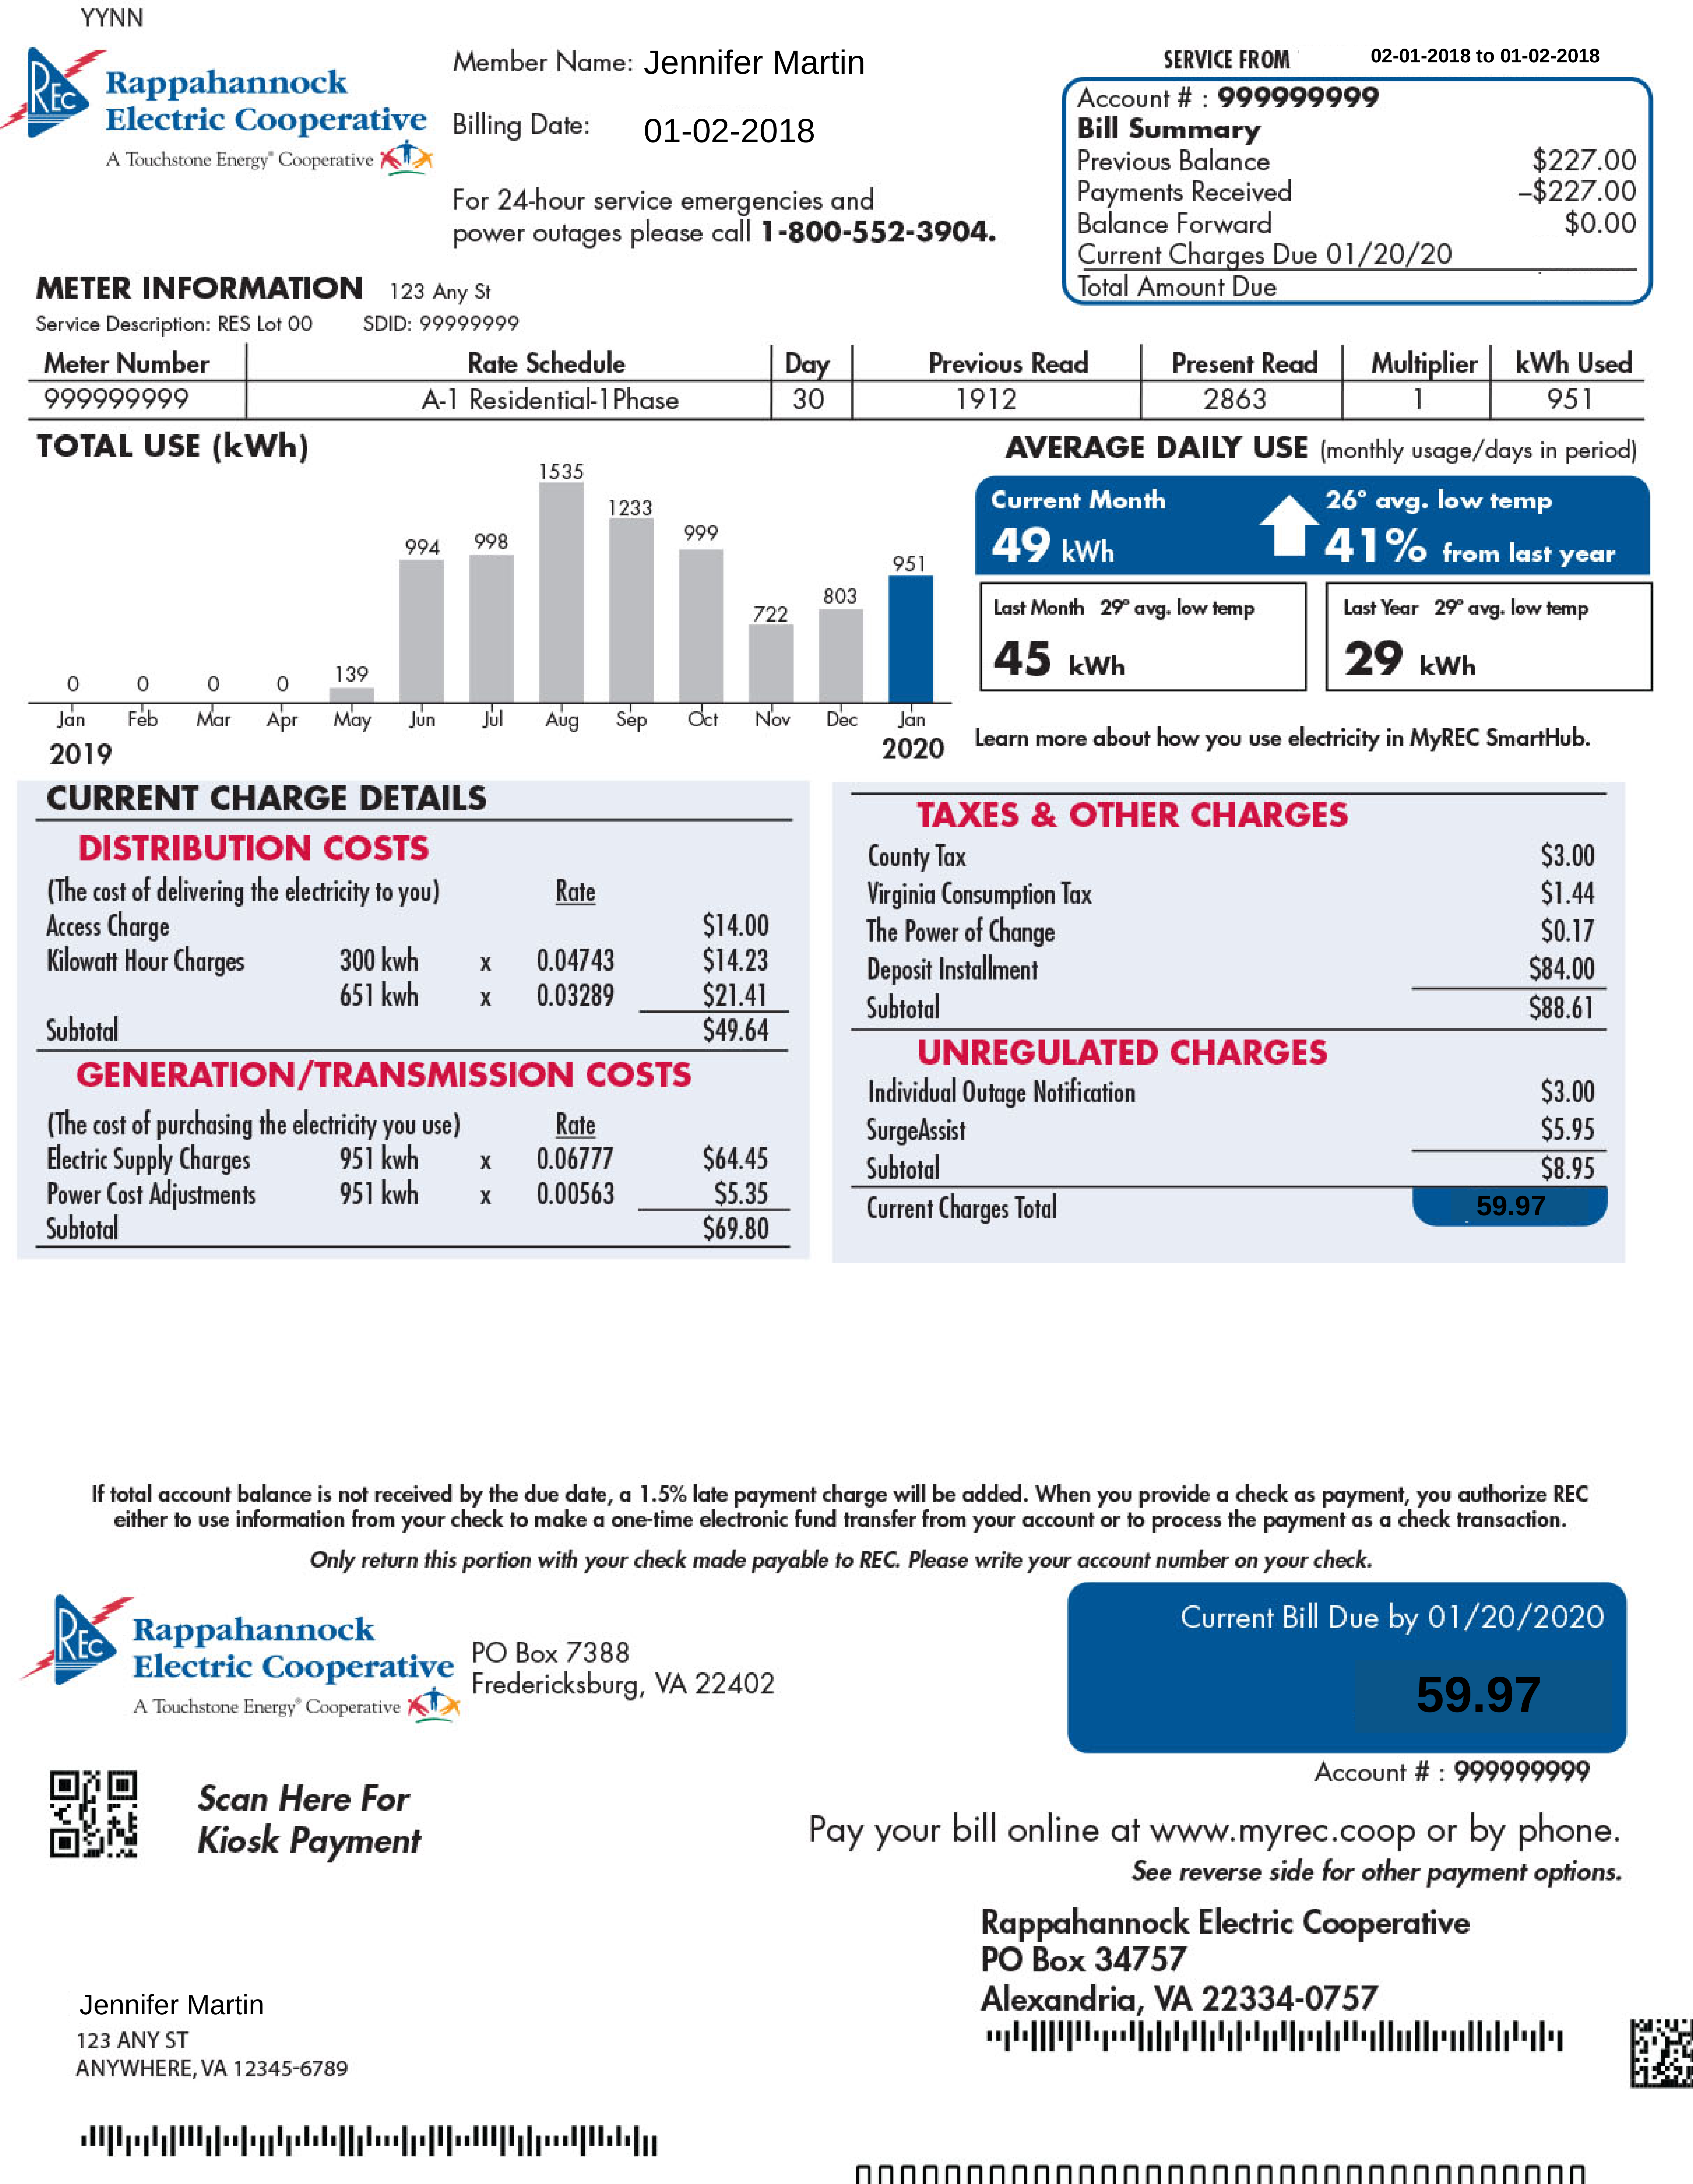 YYNN
REC
Rappahannock
Electric Cooperative
A Touchstone Energy® Cooperative
Member Name: Jennifer Martin
Billing Date: 01-02-2018
For 24-hour service emergencies and
power outages please call 1-800-552-3904.
SERVICE FROM 02-01-2018 to 01-02-2018
Account # : 999999999
Bill Summary
Previous Balance $227.00
Payments Received –$227.00
Balance Forward $0.00
Current Charges Due 01/20/20
Total Amount Due
METER INFORMATION 123 Any St
Service Description: RES Lot 00 SDID: 99999999
Meter Number Rate Schedule Day Previous Read Present Read Multiplier kWh Used
999999999 A-1 Residential-1Phase 30 1912 2863 1 951
TOTAL USE (kWh)
0 0 0 0 139 994 998 1535 1233 999 722 803 951
Jan Feb Mar Apr May Jun Jul Aug Sep Oct Nov Dec Jan
2019 2020
AVERAGE DAILY USE (monthly usage/days in period)
Current Month 26° avg. low temp
49 kWh 41% from last year
Last Month 29° avg. low temp
45 kWh
Last Year 29° avg. low temp
29 kWh
Learn more about how you use electricity in MyREC SmartHub.
CURRENT CHARGE DETAILS
DISTRIBUTION COSTS
(The cost of delivering the electricity to you) Rate
Access Charge $14.00
Kilowatt Hour Charges 300 kwh x 0.04743 $14.23
651 kwh x 0.03289 $21.41
Subtotal $49.64
GENERATION/TRANSMISSION COSTS
(The cost of purchasing the electricity you use) Rate
Electric Supply Charges 951 kwh x 0.06777 $64.45
Power Cost Adjustments 951 kwh x 0.00563 $5.35
Subtotal $69.80
TAXES & OTHER CHARGES
County Tax $3.00
Virginia Consumption Tax $1.44
The Power of Change $0.17
Deposit Installment $84.00
Subtotal $88.61
UNREGULATED CHARGES
Individual Outage Notification $3.00
SurgeAssist $5.95
Subtotal $8.95
Current Charges Total 59.97
If total account balance is not received by the due date, a 1.5% late payment charge will be added. When you provide a check as payment, you authorize REC
either to use information from your check to make a one-time electronic fund transfer from your account or to process the payment as a check transaction.
Only return this portion with your check made payable to REC. Please write your account number on your check.
REC
Rappahannock
Electric Cooperative
A Touchstone Energy® Cooperative
PO Box 7388
Fredericksburg, VA 22402
Current Bill Due by 01/20/2020
59.97
Account # : 999999999
Scan Here For
Kiosk Payment
Pay your bill online at www.myrec.coop or by phone.
See reverse side for other payment options.
Rappahannock Electric Cooperative
PO Box 34757
Alexandria, VA 22334-0757
Jennifer Martin
123 ANY ST
ANYWHERE, VA 12345-6789